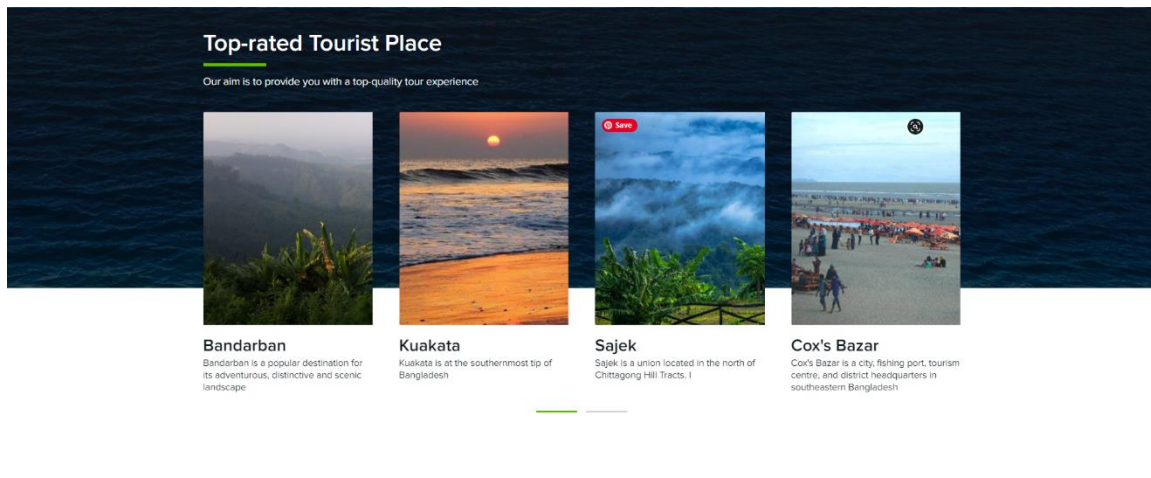 Top-rated Tourist Place
Our aim is to provide you with a top-quality tour experience
Save
Bandarban
Bandarban is a popular destination for
its adventurous, distinctive and scenic
landscape
Kuakata
Kuakata is at the southernmost tip of
Bangladesh
Sajek
Sajek is a union located in the north of
Chittagong Hill Tracts. I
Cox's Bazar
Cox's Bazar is a city, fishing port, tourism
centre, and district headquarters in
southeastern Bangladesh